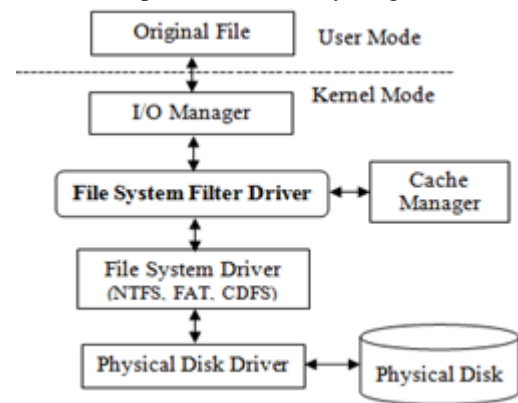 Original File
User Mode
Kernel Mode
I/O Manager
File System Filter Driver
Cache
Manager
File System Driver
(NTFS, FAT, CDFS)
Physical Disk Driver
Physical Disk